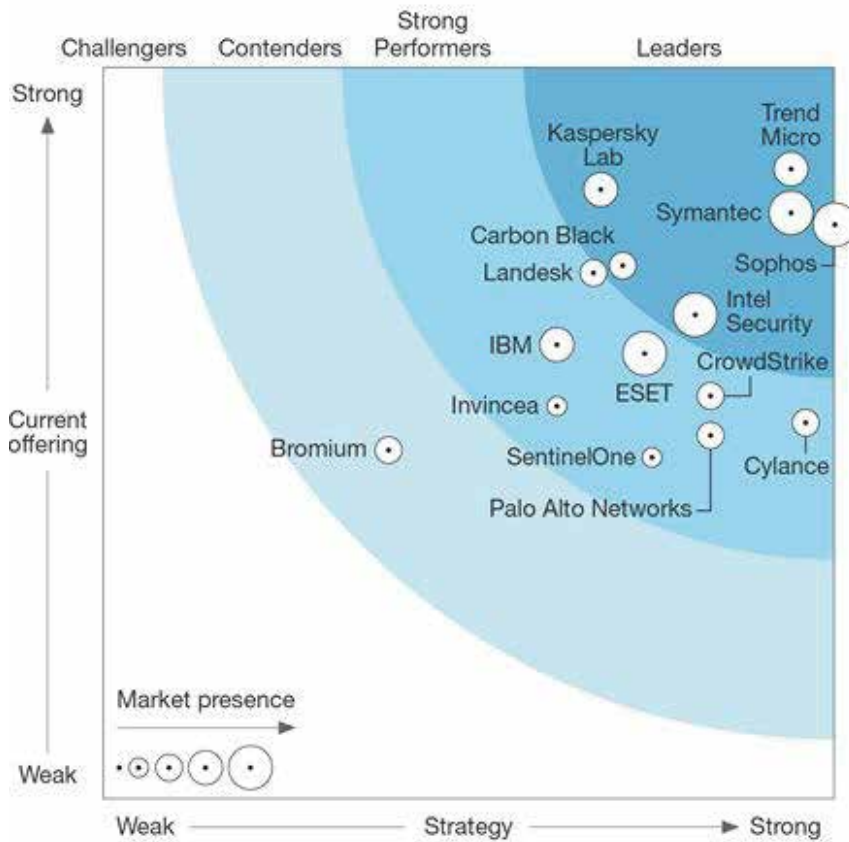 Strong
Challengers Contenders Performers Leaders
Strong
Trend
Micro
Kaspersky
Lab
Symantec
Carbon Black
Sophos
Landesk
Intel
Security
IBM
CrowdStrike
ESET
Invincea
Current
offering
Bromium
SentinelOne
Cylance
Palo Alto Networks
Market presence
Weak
Weak Strategy Strong